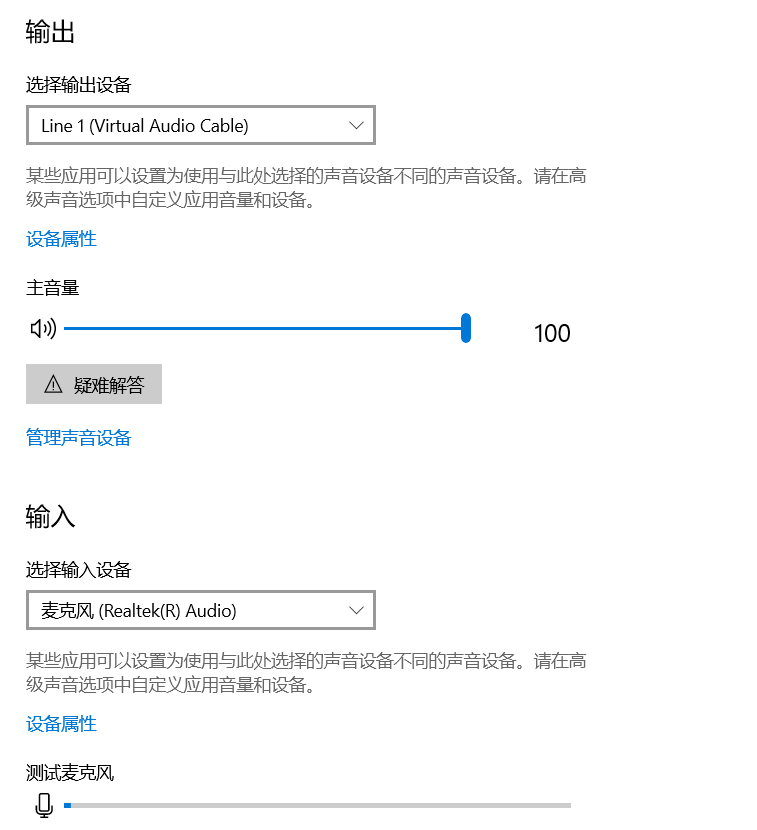 输出
选择输出设备
Line 1 (Virtual Audio Cable)
某些应用可以设置为使用与此处选择的声音设备不同的声音设备。请在高
级声音选项中自定义应用音量和设备。
设备属性
主音量
100
疑难解答
管理声音设备
输入
选择输入设备
麦克风 (Realtek(R) Audio)
某些应用可以设置为使用与此处选择的声音设备不同的声音设备。请在高
级声音选项中自定义应用音量和设备。
设备属性
测试麦克风